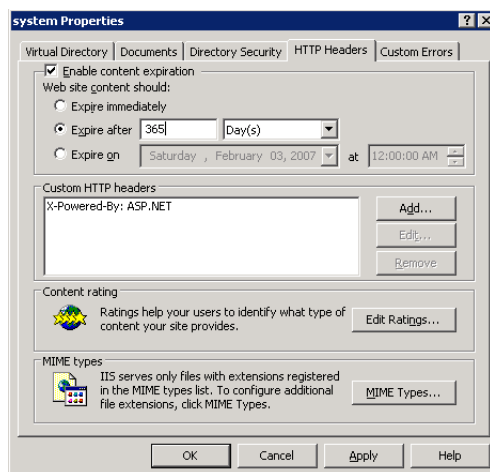 system Properties
Virtual Directory Documents Directory Security HTTP Headers Custom Errors
Enable content expiration
Web site content should:
Expire immediately
Expire after 365 Day(s)
Expire on Saturday , February 03, 2007 at 12:00:00 AM
Custom HTTP headers
X-Powered-By: ASP.NET
Add...
Edit...
Remove
Content rating
Ratings help your users to identify what type of
content your site provides.
Edit Ratings...
MIME types
IIS serves only files with extensions registered
in the MIME types list. To configure additional
file extensions, click MIME Types.
MIME Types...
OK Cancel Apply Help